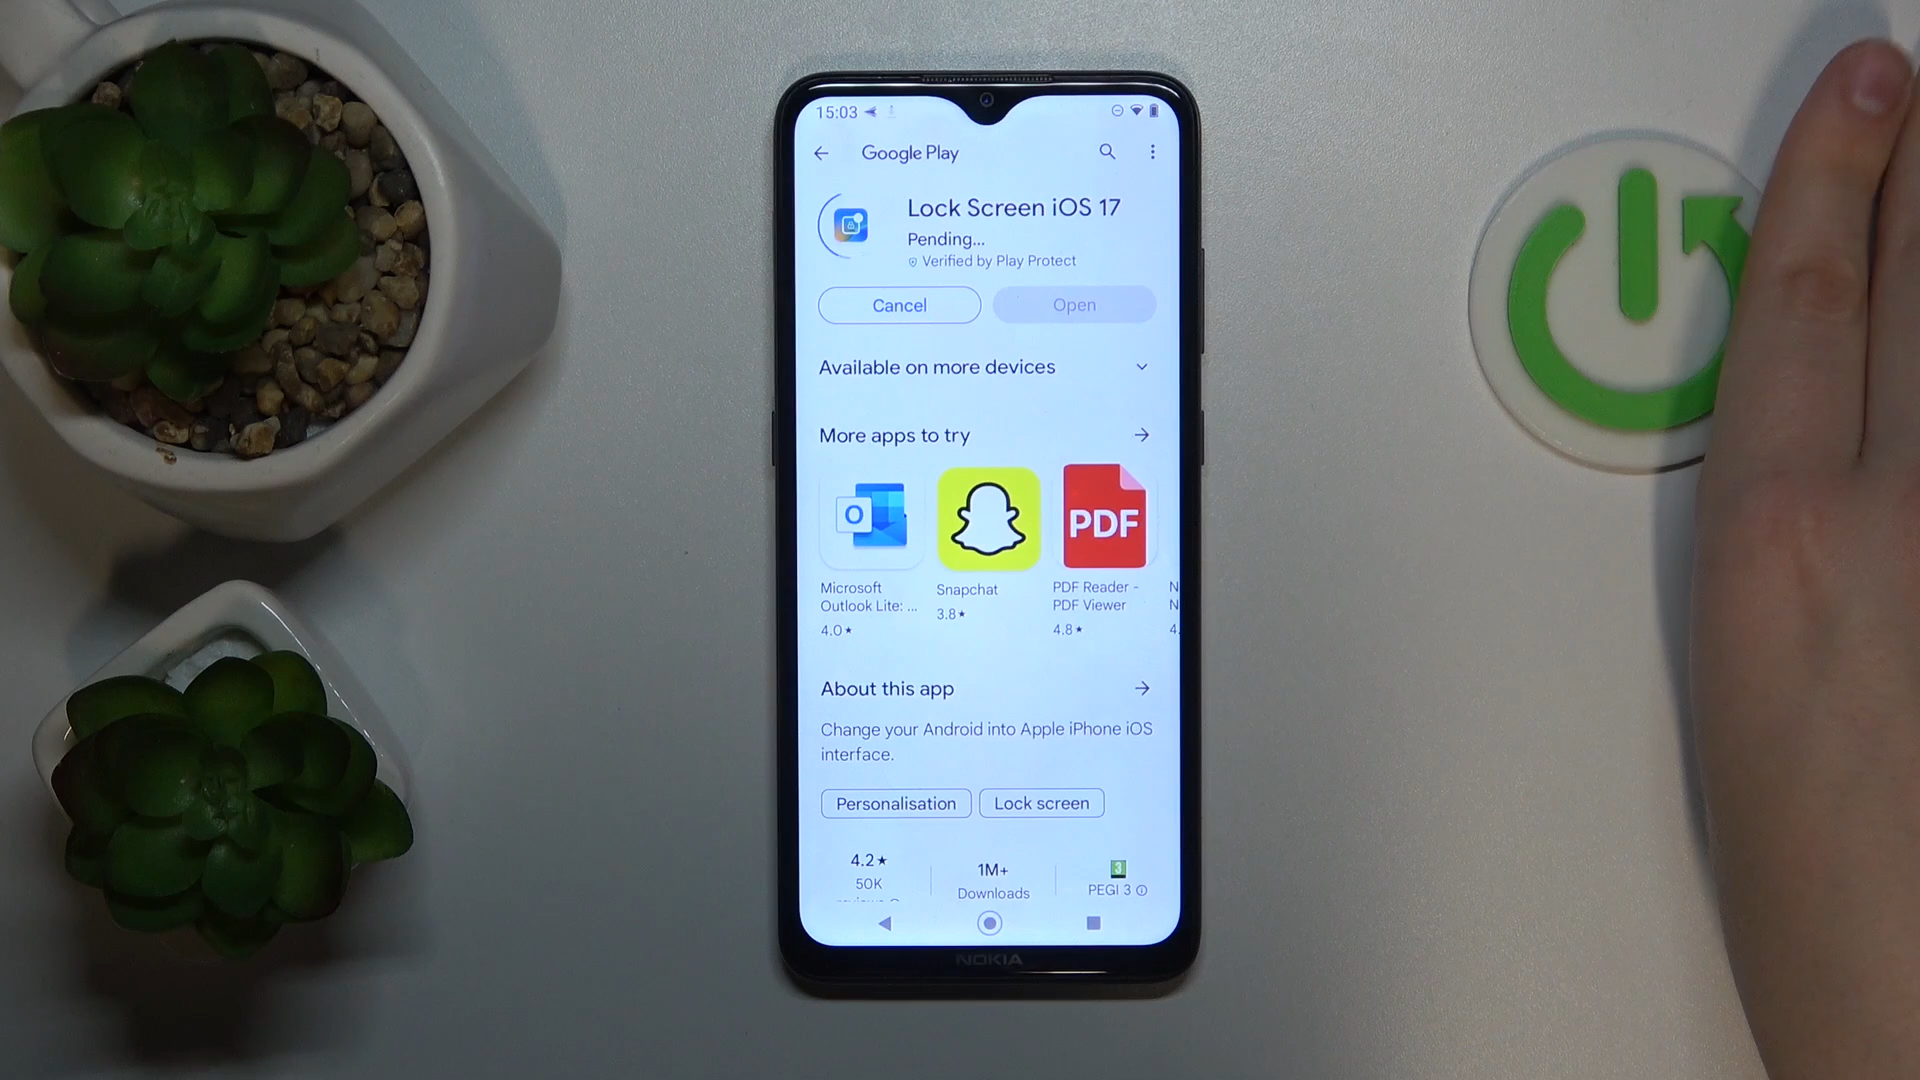 15:03
Google Play
Lock Screen iOS 17
Pending...
Verified by Play Protect
Cancel
Open
Available on more devices
More apps to try
O
PDF
Microsoft
Outlook Lite: ...
4.0★
Snapchat
3.8★
PDF Reader -
PDF Viewer
4.8★
N
N
4.
About this app
Change your Android into Apple iPhone iOS
interface.
Personalisation
Lock screen
4.2★
50K
1M+
Downloads
3
PEGI 3
NOKIA